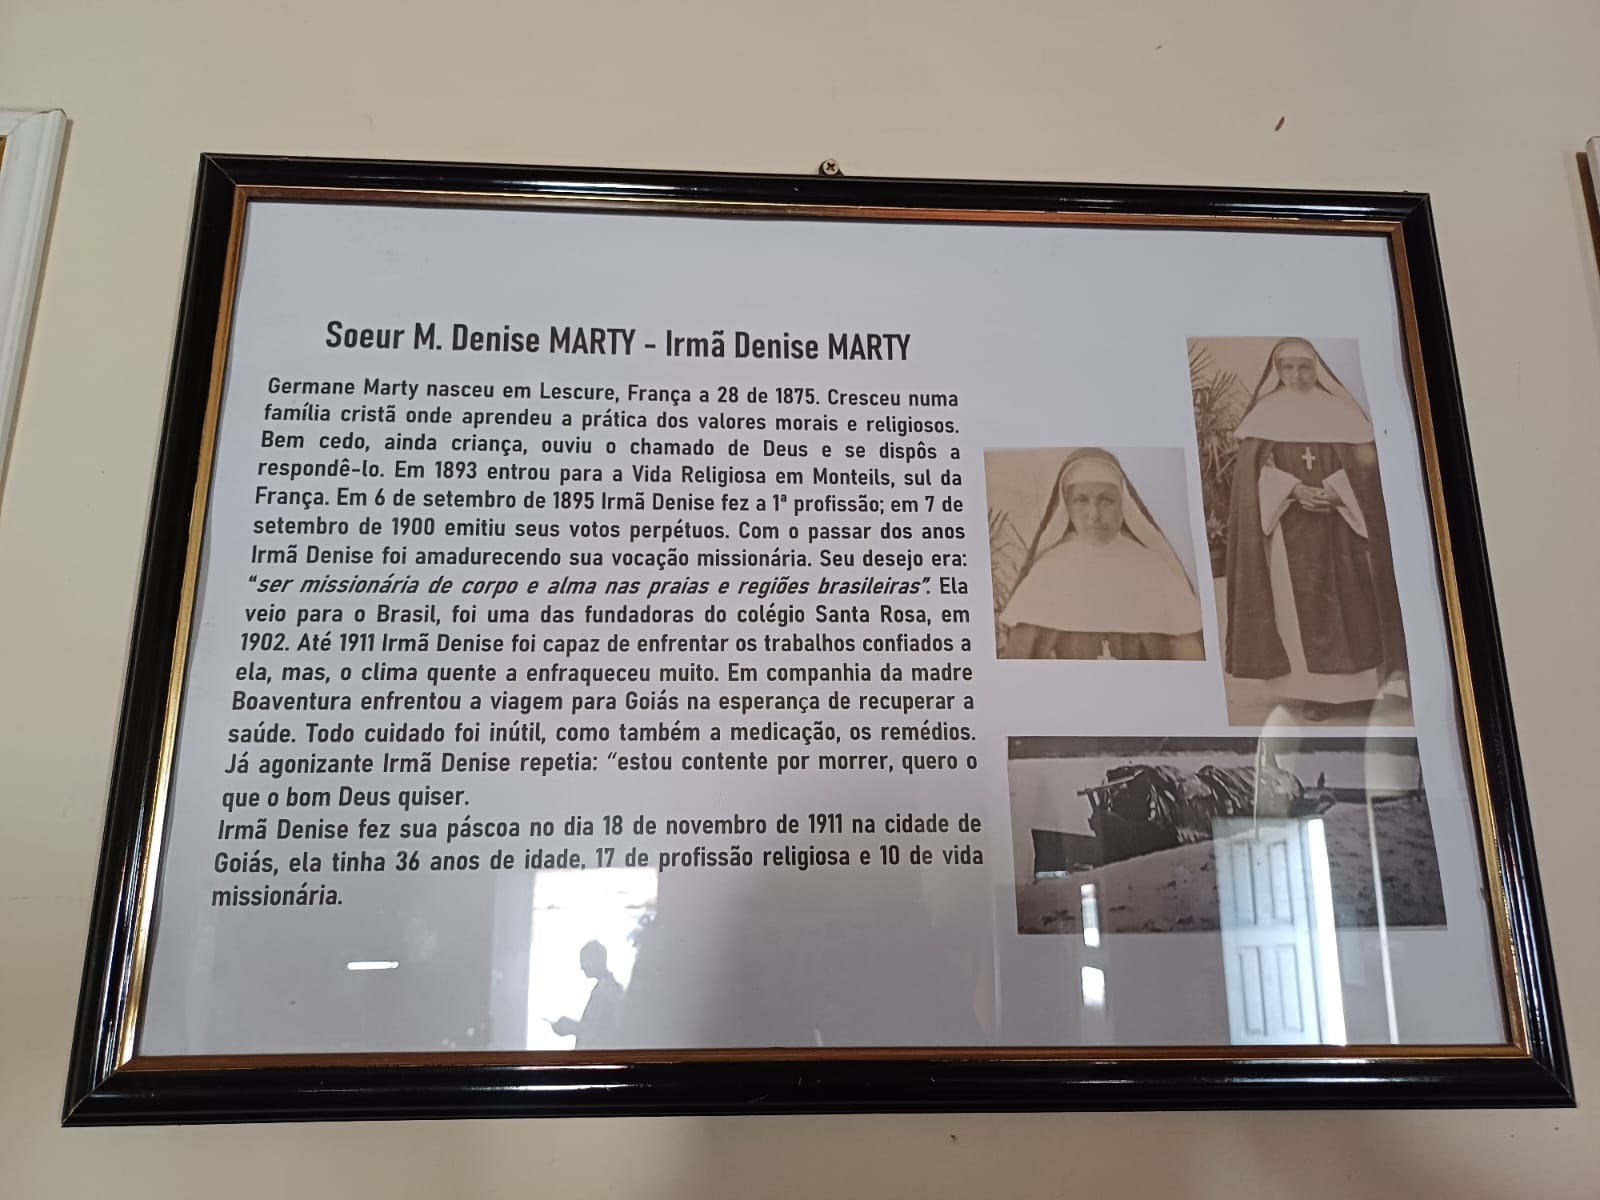 Soeur M. Denise MARTY - Irmã Denise MARTY
Germane Marty nasceu em Lescure, França a 28 de 1875. Cresceu numa
família cristã onde aprendeu a prática dos valores morais e religiosos.
Bem cedo, ainda criança, ouviu o chamado de Deus e se dispôs a
respondê-lo. Em 1893 entrou para a Vida Religiosa em Monteils, sul da
França. Em 6 de setembro de 1895 Irmã Denise fez a 1ª profissão; em 7 de
setembro de 1900 emitiu seus votos perpétuos. Com o passar dos anos
Irmã Denise foi amadurecendo sua vocação missionária. Seu desejo era:
“ser missionária de corpo e alma nas praias e regiões brasileiras”. Ela
veio para o Brasil, foi uma das fundadoras do colégio Santa Rosa, em
1902. Até 1911 Irmã Denise foi capaz de enfrentar os trabalhos confiados a
ela, mas, o clima quente a enfraqueceu muito. Em companhia da madre
Boaventura enfrentou a viagem para Goiás na esperança de recuperar a
saúde. Todo cuidado foi inútil, como também a medicação, os remédios.
Já agonizante Irmã Denise repetia: “estou contente por morrer, quero o
que o bom Deus quiser.
Irmã Denise fez sua páscoa no dia 18 de novembro de 1911 na cidade de
Goiás, ela tinha 36 anos de idade, 17 de profissão religiosa e 10 de vida
missionária.